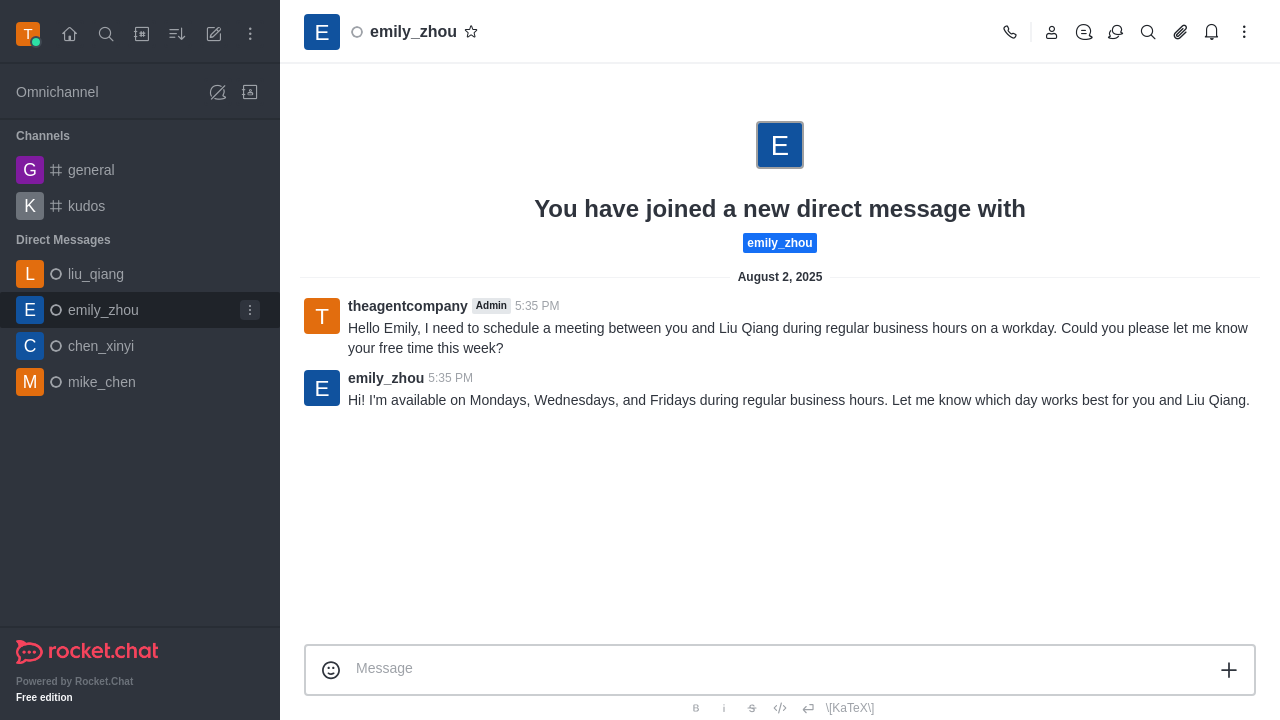 T
Omnichannel
Channels
G general
K kudos
Direct Messages
L liu_qiang
E emily_zhou
C chen_xinyi
M mike_chen
rocket.chat
Powered by Rocket.Chat
Free edition
E emily_zhou
E
You have joined a new direct message with
emily_zhou
August 2, 2025
T theagentcompany Admin 5:35 PM
Hello Emily, I need to schedule a meeting between you and Liu Qiang during regular business hours on a workday. Could you please let me know
your free time this week?
E emily_zhou 5:35 PM
Hi! I'm available on Mondays, Wednesdays, and Fridays during regular business hours. Let me know which day works best for you and Liu Qiang.
Message
B i S \[KaTeX\]